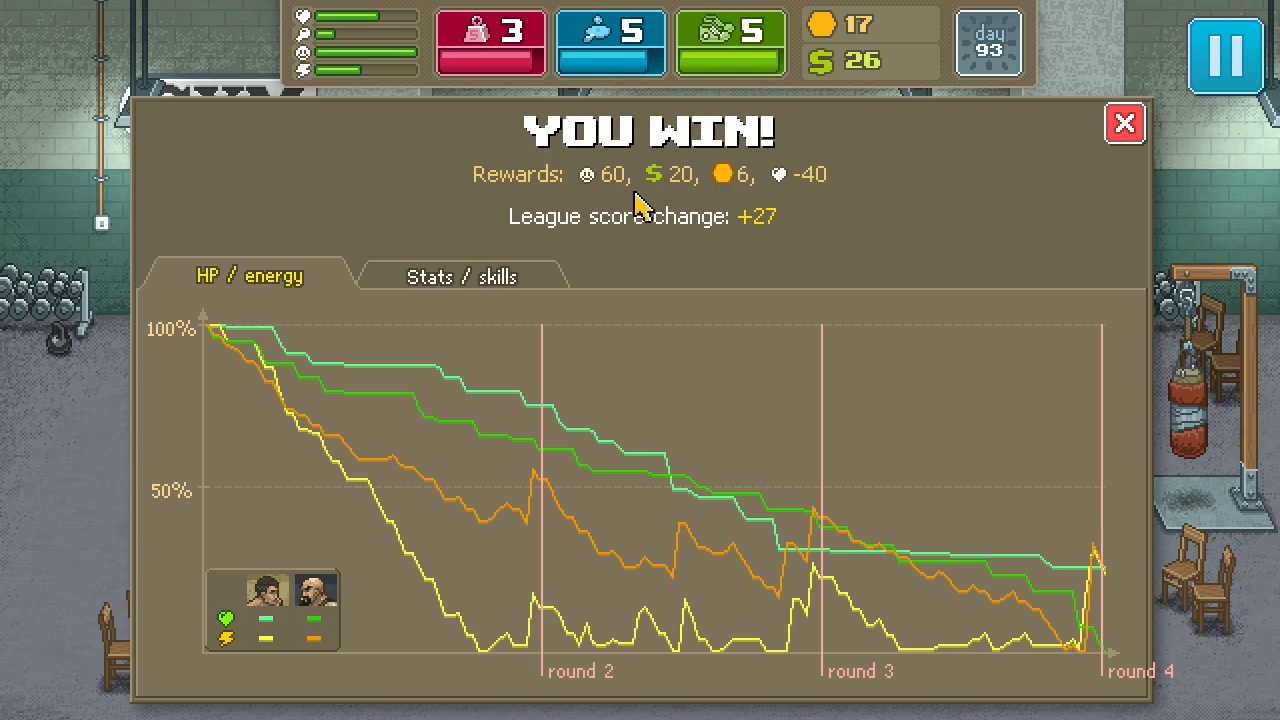 3
5
5
17
26
day
93
YOU WIN!
Rewards: 60, $ 20, 6, -40
League score change: +27
HP / energy
Stats / skills
100%
50%
round 2
round 3
round 4